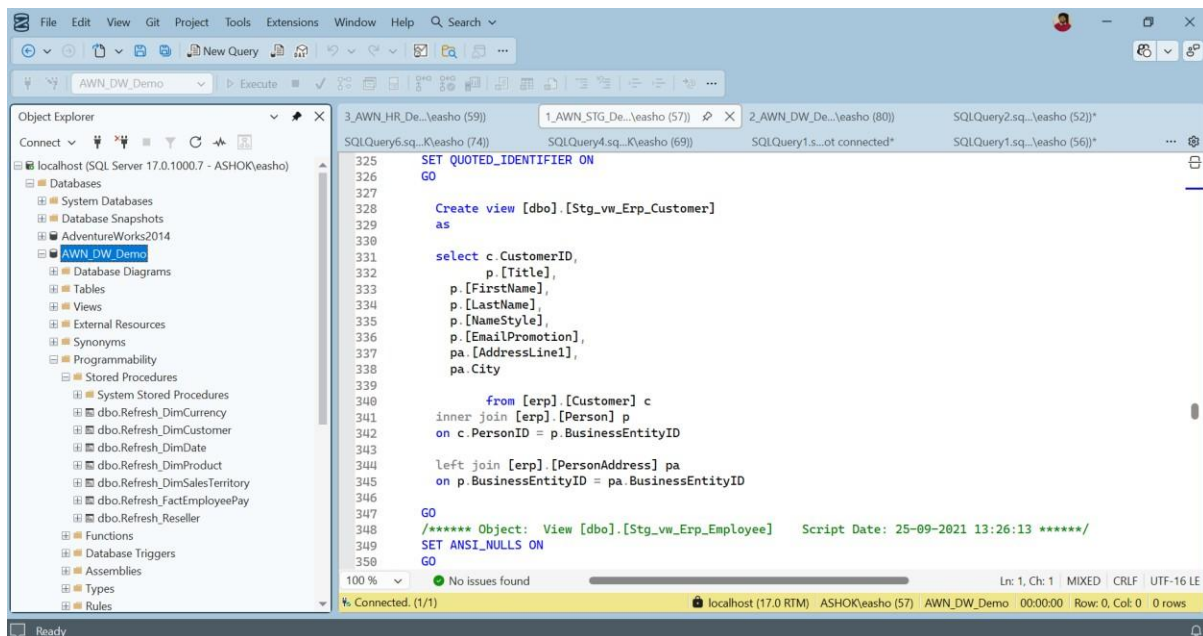 File Edit View Git Project Tools Extensions Window Help Search
New Query
AWN_DW_Demo Execute
Object Explorer
Connect
localhost (SQL Server 17.0.1000.7 - ASHOK\easho)
Databases
System Databases
Database Snapshots
AdventureWorks2014
AWN_DW_Demo
Database Diagrams
Tables
Views
External Resources
Synonyms
Programmability
Stored Procedures
System Stored Procedures
dbo.Refresh_DimCurrency
dbo.Refresh_DimCustomer
dbo.Refresh_DimDate
dbo.Refresh_DimProduct
dbo.Refresh_DimSalesTerritory
dbo.Refresh_FactEmployeePay
dbo.Refresh_Reseller
Functions
Database Triggers
Assemblies
Types
Rules
3_AWN_HR_De...\easho (59)) 1_AWN_STG_De...\easho (57)) 2_AWN_DW_De...\easho (80)) SQLQuery2.sq...\easho (52))*
SQLQuery6.sq...K\easho (74)) SQLQuery4.sq...K\easho (69)) SQLQuery1.s...ot connected* SQLQuery1.sq...\easho (56))*
325 SET QUOTED_IDENTIFIER ON
326 GO
327
328 Create view [dbo].[Stg_vw_Erp_Customer]
329 as
330
331 select c.CustomerID,
332 p.[Title],
333 p.[FirstName],
334 p.[LastName],
335 p.[NameStyle],
336 p.[EmailPromotion],
337 pa.[AddressLine1],
338 pa.City
339
340 from [erp].[Customer] c
341 inner join [erp].[Person] p
342 on c.PersonID = p.BusinessEntityID
343
344 left join [erp].[PersonAddress] pa
345 on p.BusinessEntityID = pa.BusinessEntityID
346
347 GO
348 /****** Object: View [dbo].[Stg_vw_Erp_Employee] Script Date: 25-09-2021 13:26:13 ******/
349 SET ANSI_NULLS ON
350 GO
100 % No issues found Ln: 1, Ch: 1 MIXED CRLF UTF-16 LE
Connected. (1/1) localhost (17.0 RTM) ASHOK\easho (57) AWN_DW_Demo 00:00:00 Row: 0, Col: 0 0 rows
Ready